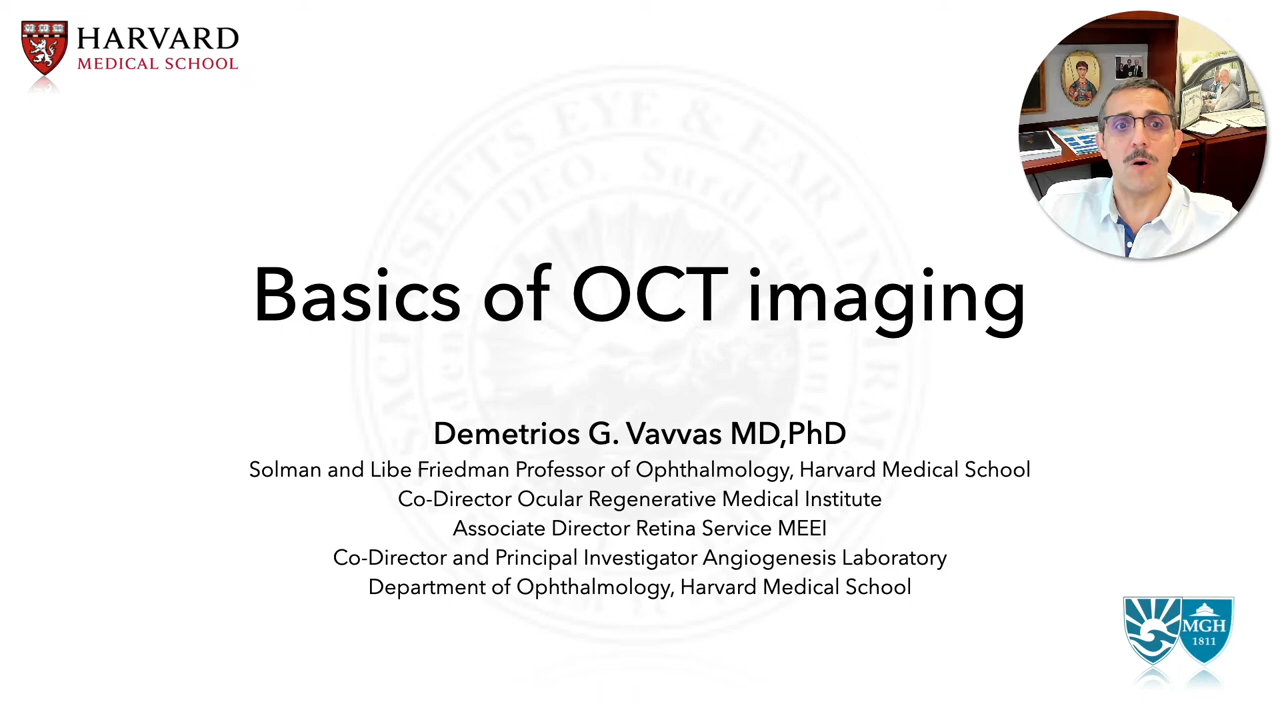 HARVARD
MEDICAL SCHOOL
Basics of OCT imaging
Demetrios G. Vavvas MD,PhD
Solman and Libe Friedman Professor of Ophthalmology, Harvard Medical School
Co-Director Ocular Regenerative Medical Institute
Associate Director Retina Service MEEI
Co-Director and Principal Investigator Angiogenesis Laboratory
Department of Ophthalmology, Harvard Medical School
MGH
1811